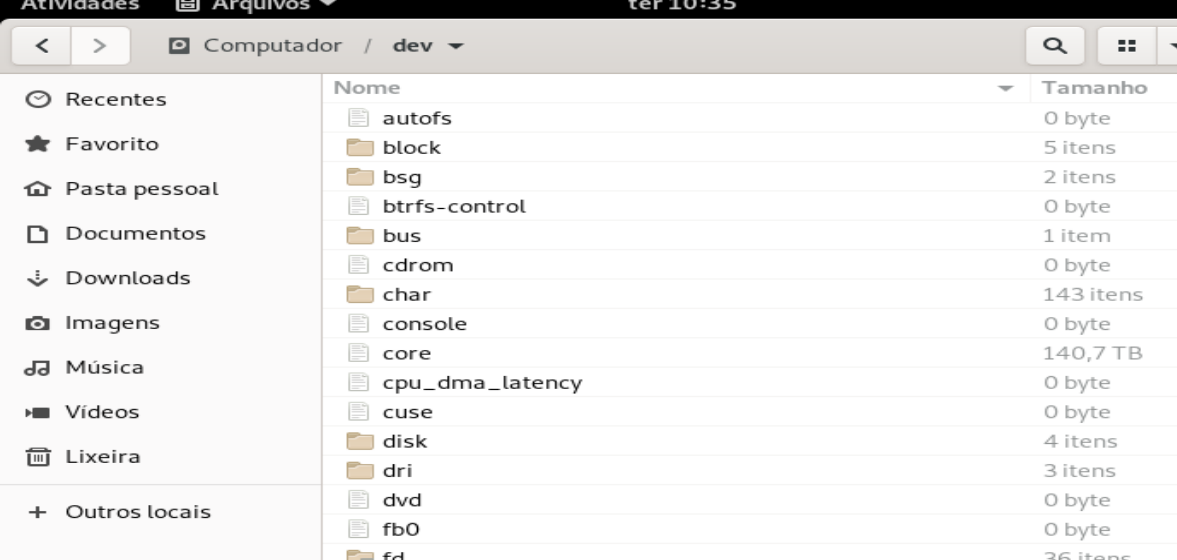 Atividades Arquivos ter 10:35
Computador / dev
Nome Tamanho
Recentes
Favorito
Pasta pessoal
Documentos
Downloads
Imagens
Música
Vídeos
Lixeira
+ Outros locais
autofs 0 byte
block 5 itens
bsg 2 itens
btrfs-control 0 byte
bus 1 item
cdrom 0 byte
char 143 itens
console 0 byte
core 140,7 TB
cpu_dma_latency 0 byte
cuse 0 byte
disk 4 itens
dri 3 itens
dvd 0 byte
fb0 0 byte
fd 36 itens